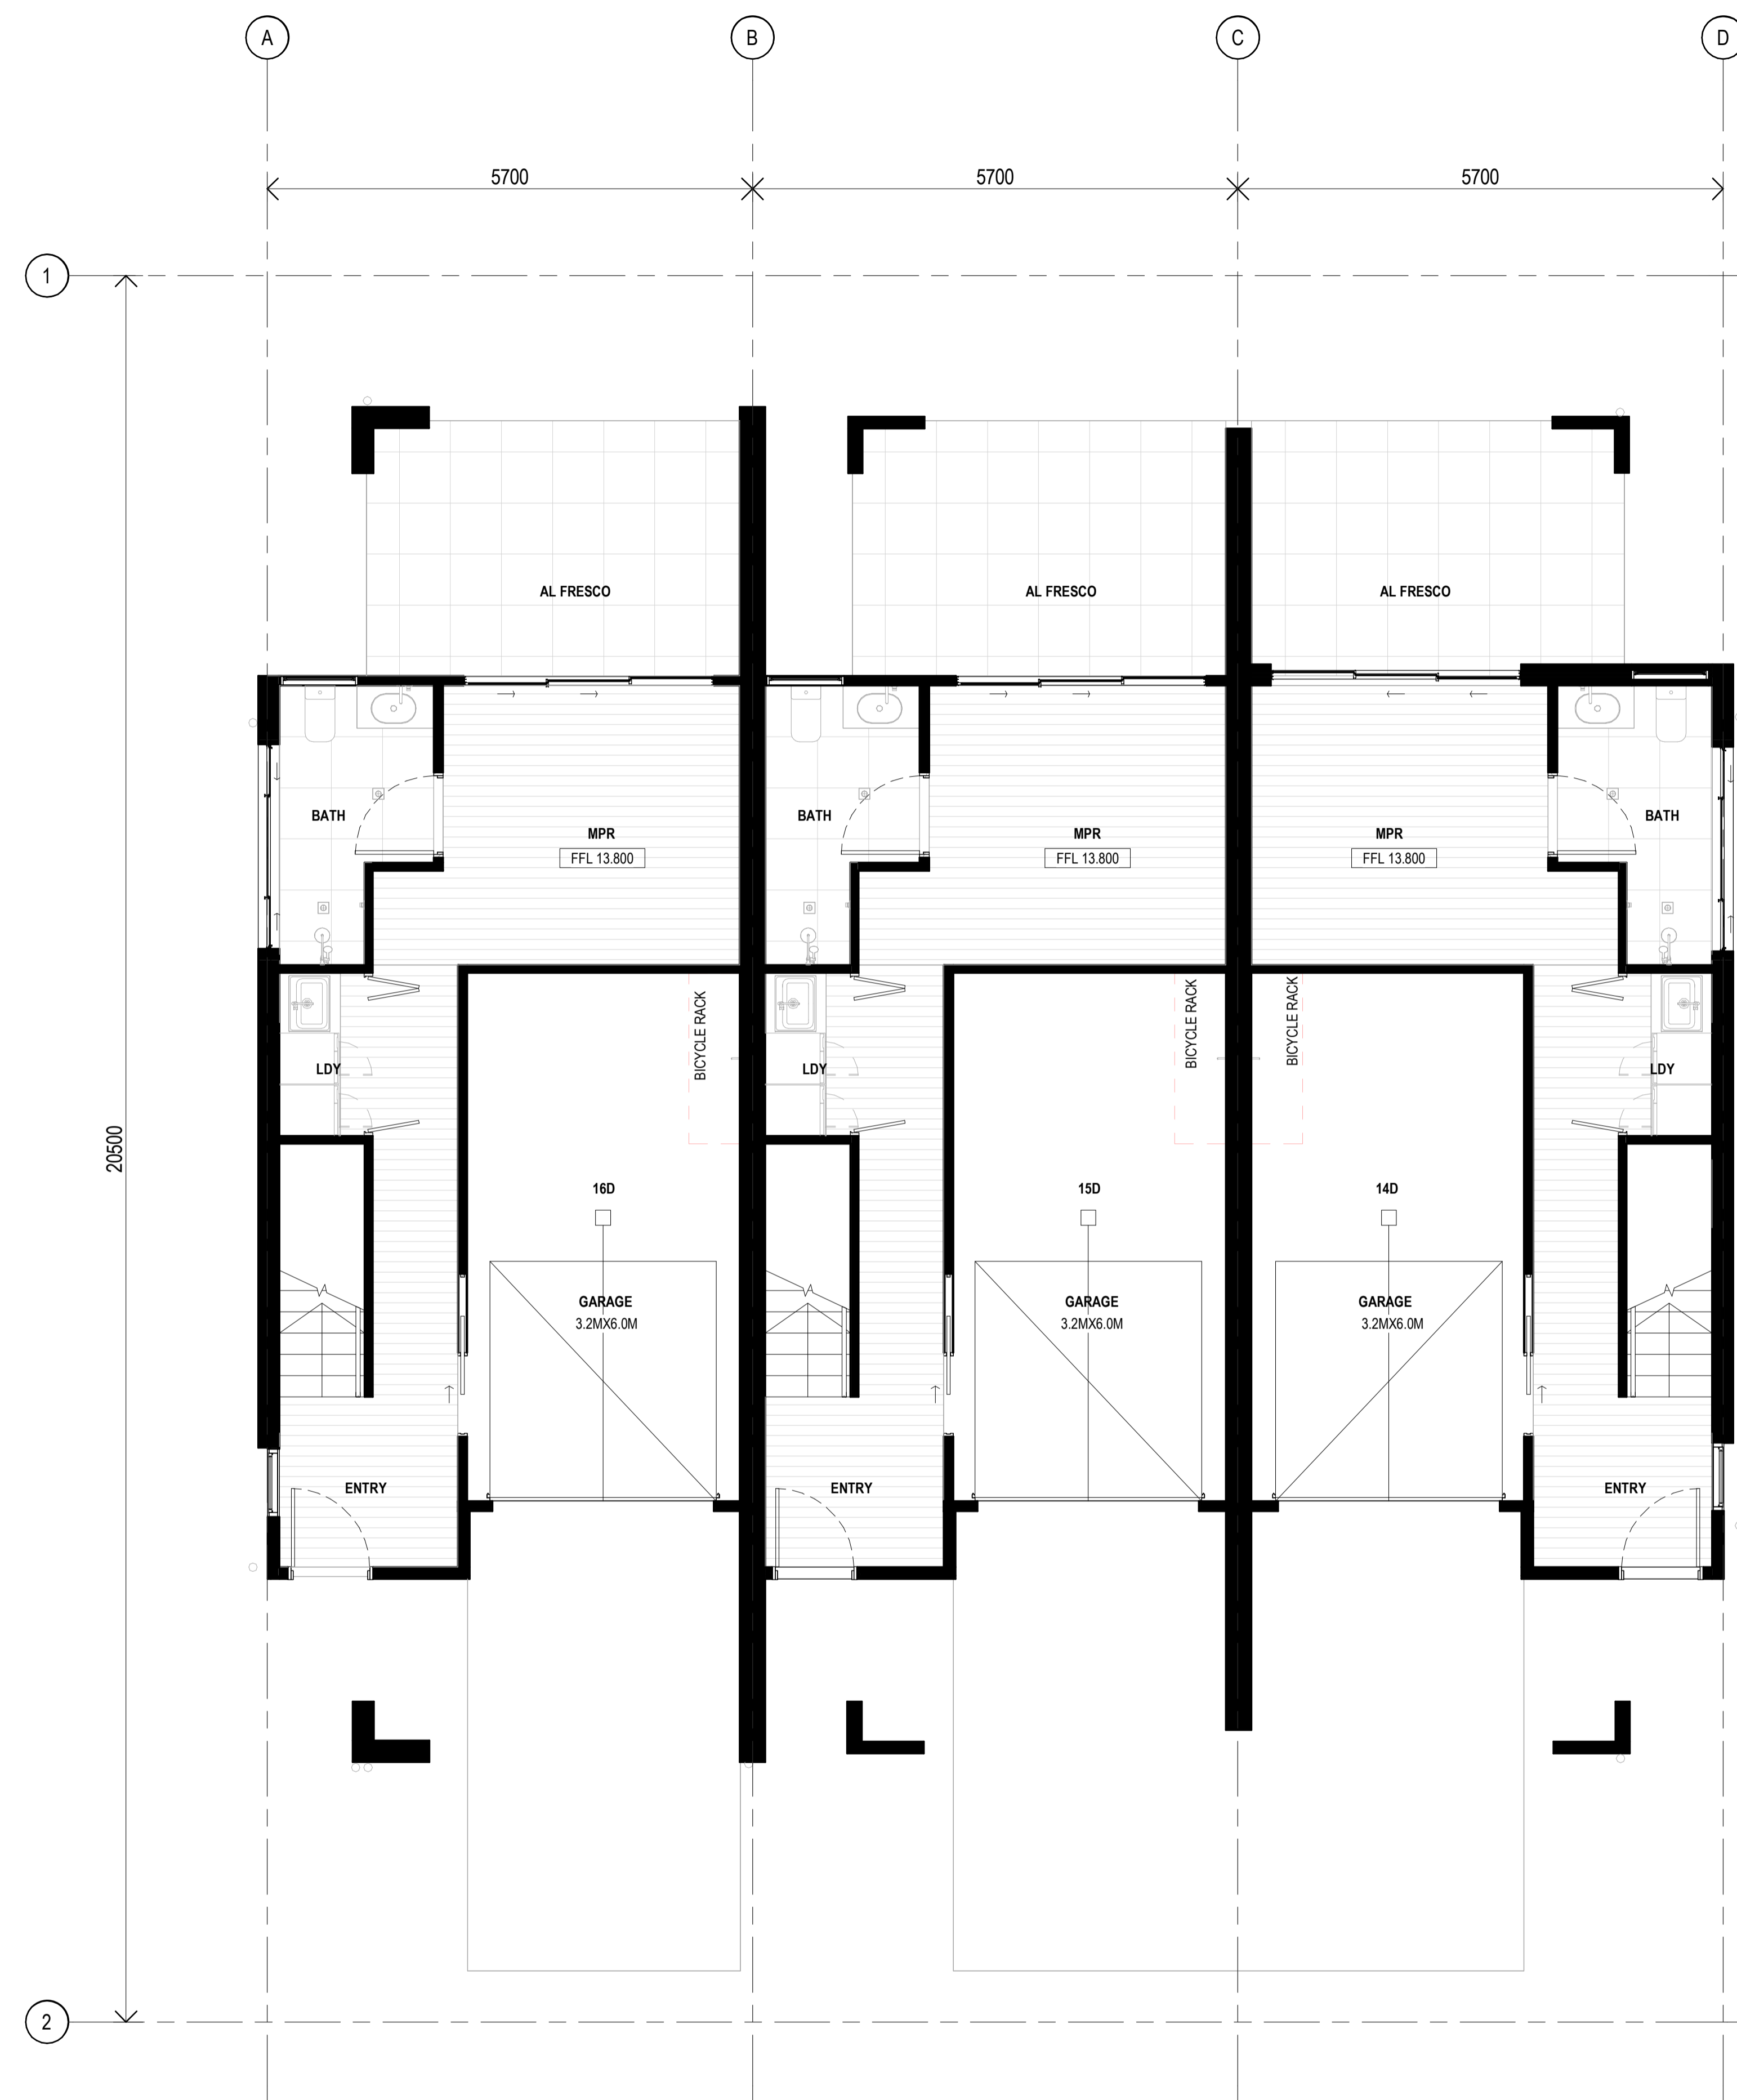 A
B
C
D
5700
5700
5700
1
AL FRESCO
AL FRESCO
AL FRESCO
BATH
BATH
BATH
MPR
MPR
MPR
FFL 13.800
FFL 13.800
FFL 13.800
BICYCLE RACK
BICYCLE RACK
BICYCLE RACK
LDY
LDY
LDY
20500
16D
15D
14D
GARAGE
3.2MX6.0M
GARAGE
3.2MX6.0M
GARAGE
3.2MX6.0M
ENTRY
ENTRY
ENTRY
2